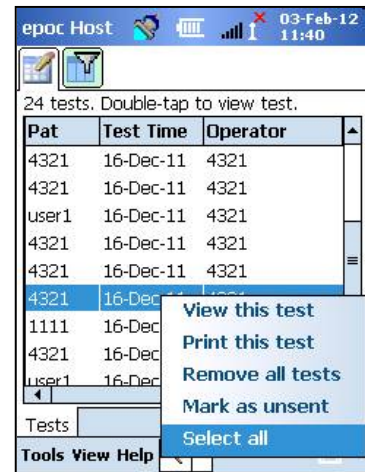 epoc Host 03-Feb-12
11:40
24 tests. Double-tap to view test.
Pat Test Time Operator
4321 16-Dec-11 4321
4321 16-Dec-11 4321
user1 16-Dec-11 4321
4321 16-Dec-11 4321
4321 16-Dec-11 4321
4321 16-Dec
1111 16-Dec
4321 16-Dec
user1 16-Dec
View this test
Print this test
Remove all tests
Mark as unsent
Select all
Tests
Tools View Help